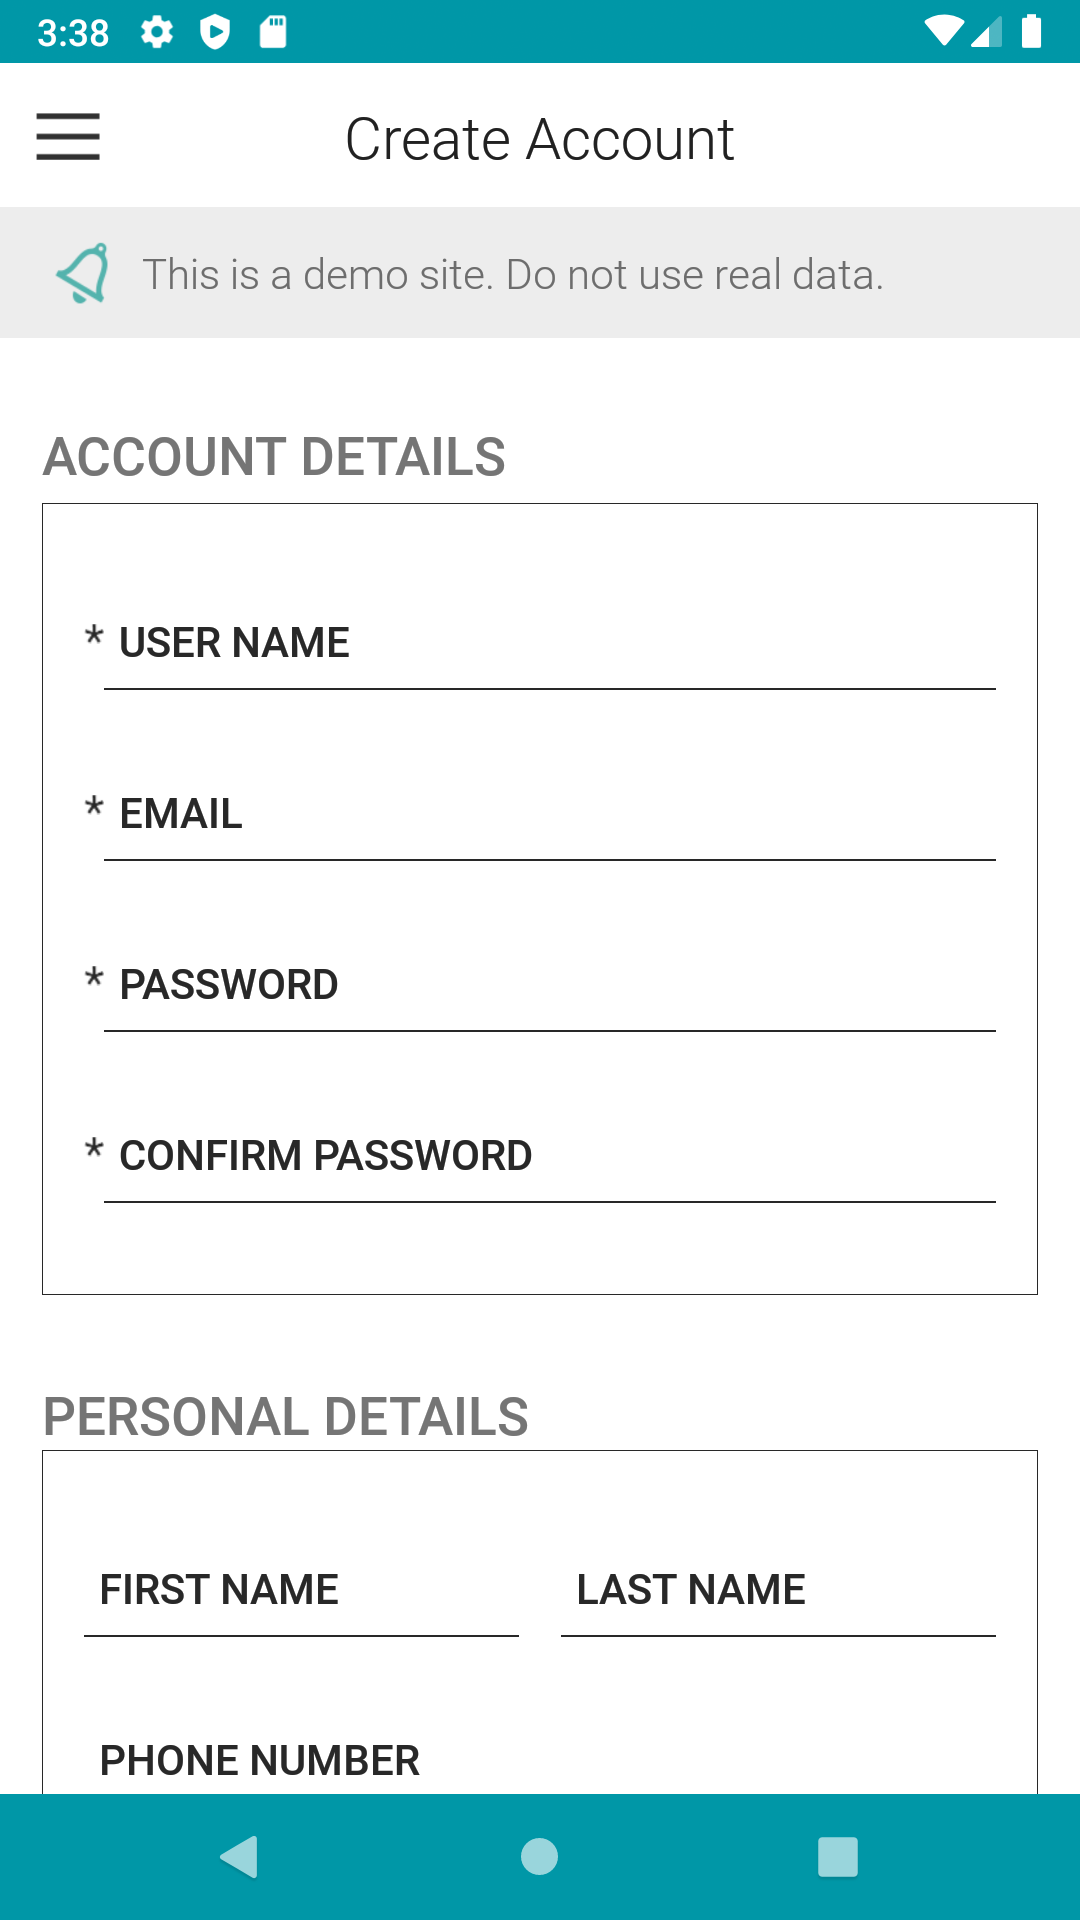 3:38
Create Account
This is a demo site. Do not use real data.
ACCOUNT DETAILS
* USER NAME
* EMAIL
* PASSWORD
* CONFIRM PASSWORD
PERSONAL DETAILS
FIRST NAME LAST NAME
PHONE NUMBER